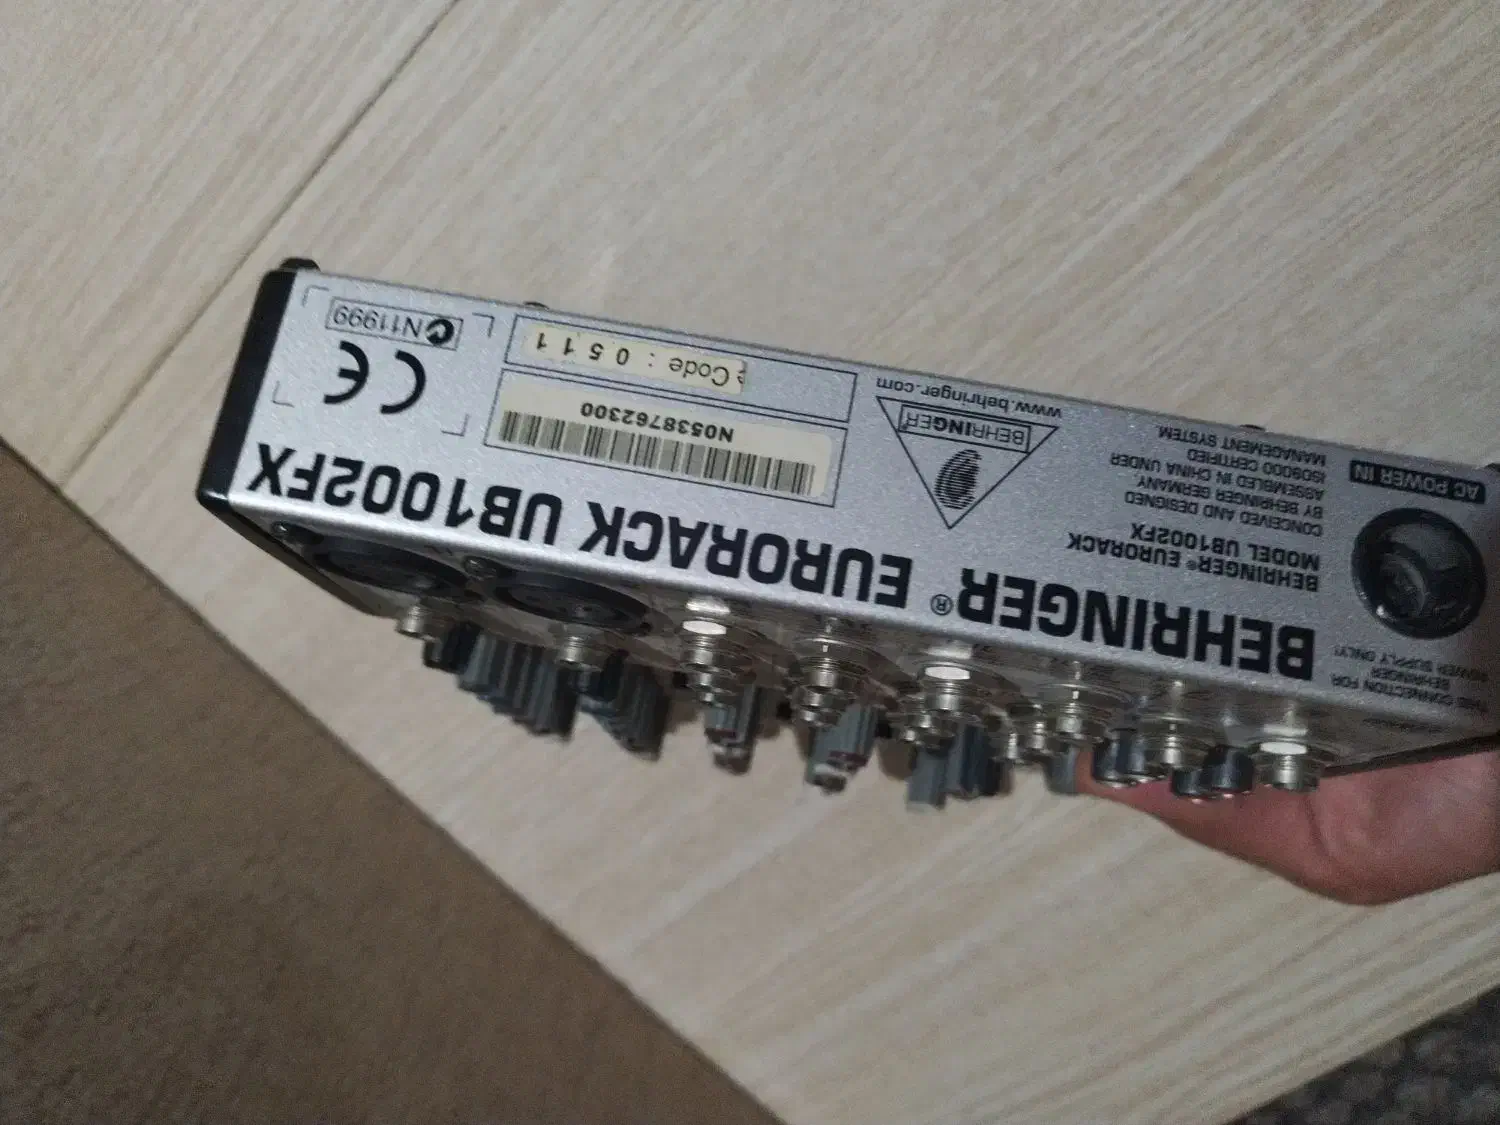 BEHRINGER® EURORACK UB1002FX
AC POWER IN
CONNECTION FOR
BEHRINGER
POWER SUPPLY ONLY!
BEHRINGER® EURORACK
MODEL UB1002FX
CONCEIVED AND DESIGNED
BY BEHRINGER GERMANY.
ASSEMBLED IN CHINA UNDER
ISO9000 CERTIFIED
MANAGEMENT SYSTEM.
BEHRINGER
www.behringer.com
N0538762300
Code : 0511
CE
N11999